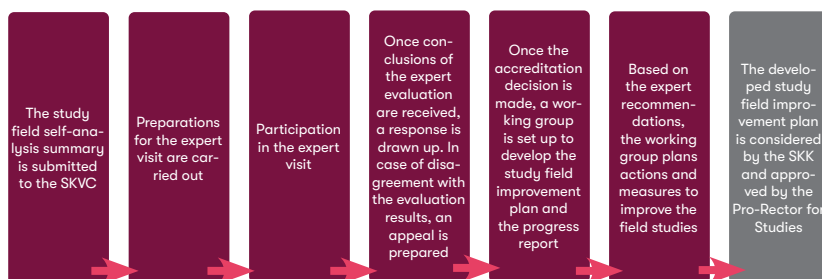 The study
field self-ana-
lysis summary
is submitted
to the SKVC
Preparations
for the expert
visit are car-
ried out
Participation
in the expert
visit
Once con-
clusions of
the expert
evaluation
are received,
a response is
drawn up. In
case of disa-
greement with
the evaluation
results, an
appeal is
prepared
Once the
accreditation
decision is
made, a wor-
king group
is set up to
develop the
study field
improvement
plan and
the progress
report
Based on
the expert
recommen-
dations,
the working
group plans
actions and
measures to
improve the
field studies
The develo-
ped study
field impro-
vement plan
is considered
by the SKK
and appro-
ved by the
Pro-Rector for
Studies